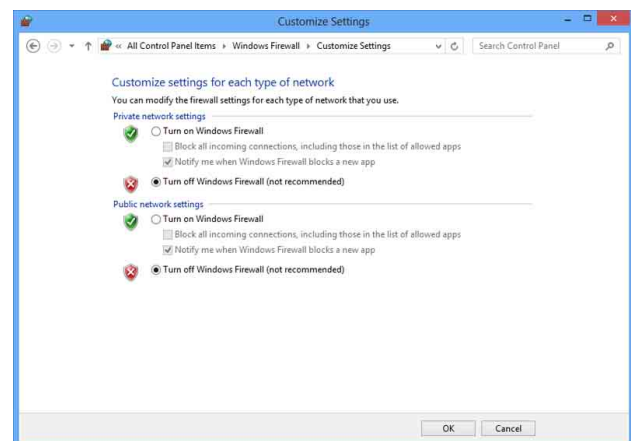 Customize Settings
« All Control Panel Items Windows Firewall Customize Settings Search Control Panel
Customize settings for each type of network
You can modify the firewall settings for each type of network that you use.
Private network settings
Turn on Windows Firewall
Block all incoming connections, including those in the list of allowed apps
Notify me when Windows Firewall blocks a new app
Turn off Windows Firewall (not recommended)
Public network settings
Turn on Windows Firewall
Block all incoming connections, including those in the list of allowed apps
Notify me when Windows Firewall blocks a new app
Turn off Windows Firewall (not recommended)
OK Cancel